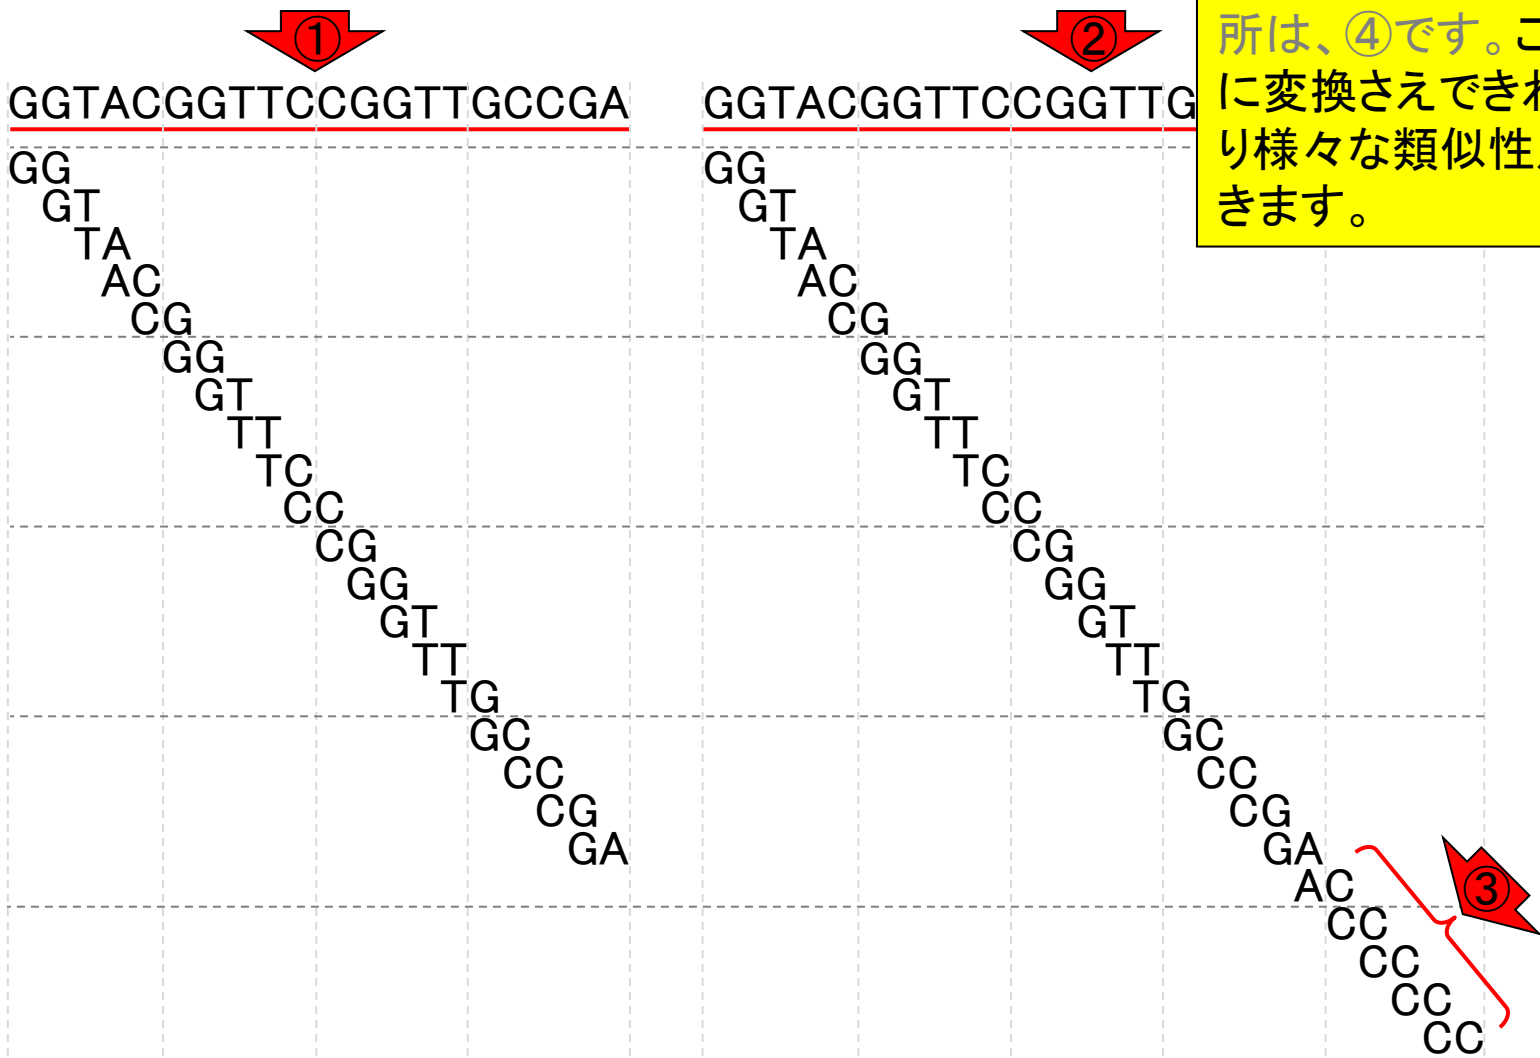 ①
②
所は、④です。
に変換さえでき
り様々な類似性
きます。
GGTACGGTTCCGGTTGCCGA
GGTACGGTTCCGGTTG
GG
GT
TA
AC
CG
GG
GT
TT
TC
CC
CG
GG
GT
TT
TG
GC
CC
CG
GA
GG
GT
TA
AC
CG
GG
GT
TT
TC
CC
CG
GG
GT
TT
TG
GC
CC
CG
GA
AC
CC
CC
CC
CC
③